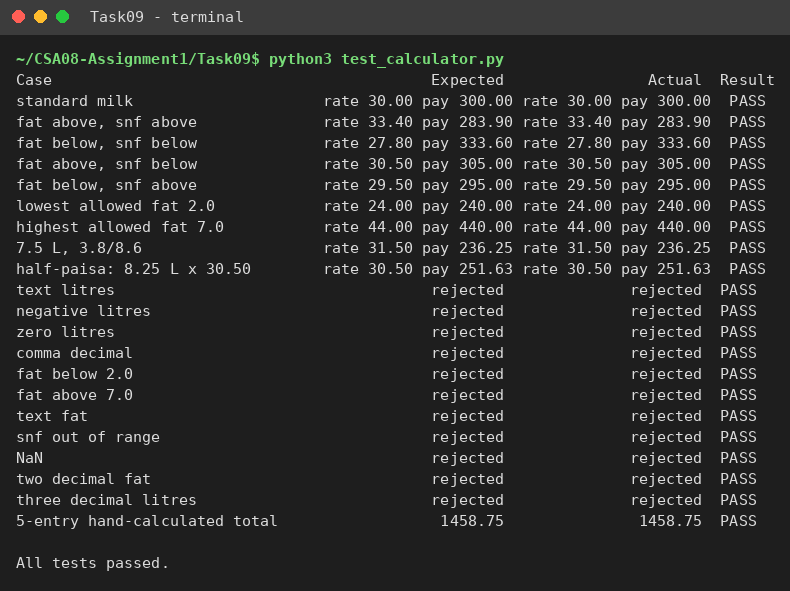 Task09 - terminal
~/CSA08-Assignment1/Task09$ python3 test_calculator.py
Case Expected Actual Result
standard milk rate 30.00 pay 300.00 rate 30.00 pay 300.00 PASS
fat above, snf above rate 33.40 pay 283.90 rate 33.40 pay 283.90 PASS
fat below, snf below rate 27.80 pay 333.60 rate 27.80 pay 333.60 PASS
fat above, snf below rate 30.50 pay 305.00 rate 30.50 pay 305.00 PASS
fat below, snf above rate 29.50 pay 295.00 rate 29.50 pay 295.00 PASS
lowest allowed fat 2.0 rate 24.00 pay 240.00 rate 24.00 pay 240.00 PASS
highest allowed fat 7.0 rate 44.00 pay 440.00 rate 44.00 pay 440.00 PASS
7.5 L, 3.8/8.6 rate 31.50 pay 236.25 rate 31.50 pay 236.25 PASS
half-paisa: 8.25 L x 30.50 rate 30.50 pay 251.63 rate 30.50 pay 251.63 PASS
text litres rejected rejected PASS
negative litres rejected rejected PASS
zero litres rejected rejected PASS
comma decimal rejected rejected PASS
fat below 2.0 rejected rejected PASS
fat above 7.0 rejected rejected PASS
text fat rejected rejected PASS
snf out of range rejected rejected PASS
NaN rejected rejected PASS
two decimal fat rejected rejected PASS
three decimal litres rejected rejected PASS
5-entry hand-calculated total 1458.75 1458.75 PASS
All tests passed.